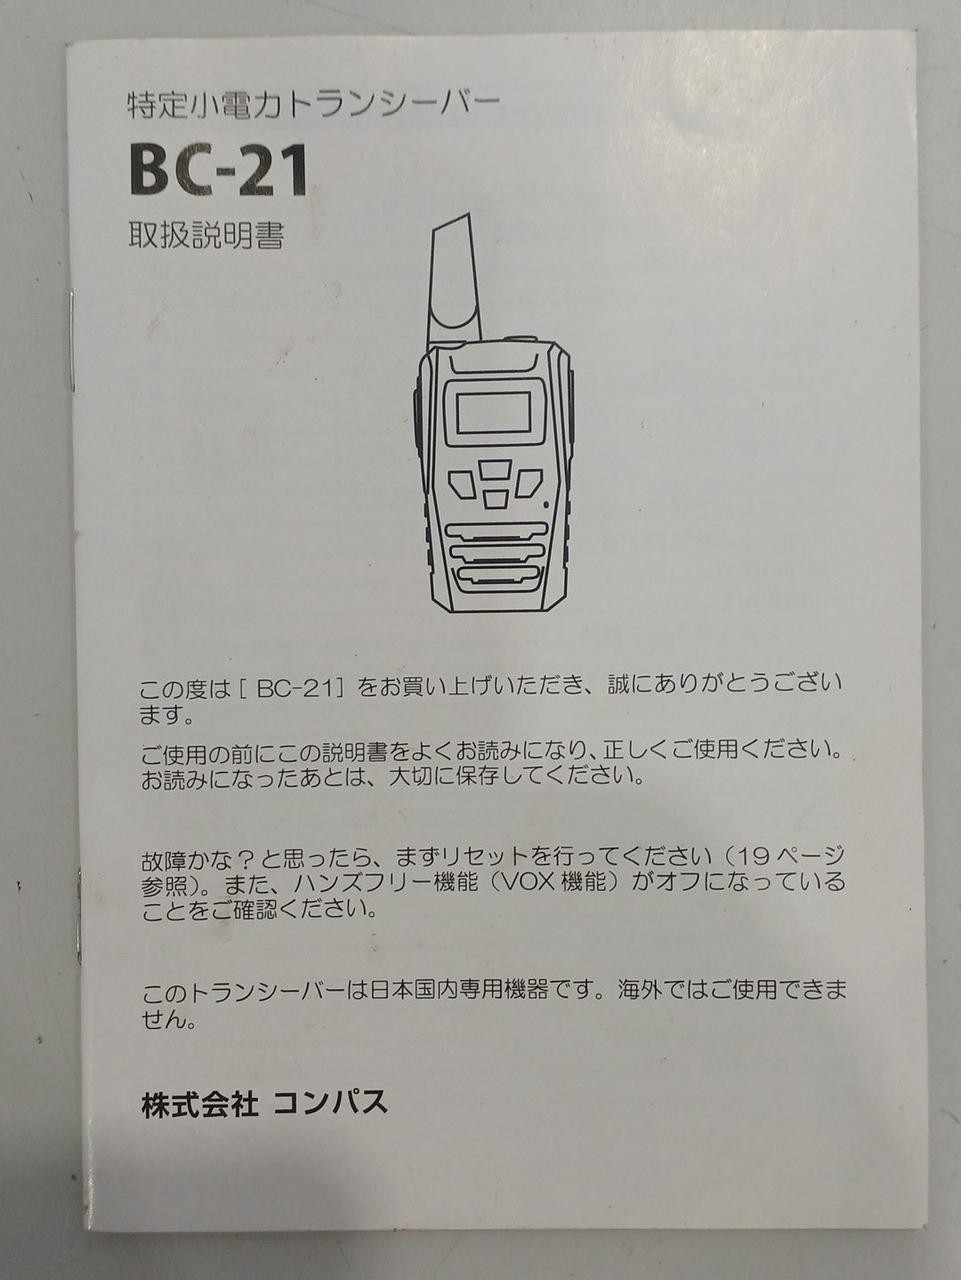 特定小電力トランシーバー
BC-21
取扱説明書
この度は[ BC-21] をお買い上げいただき、誠にありがとうござい
ます。
ご使用の前にこの説明書をよくお読みになり、正しくご使用ください。
お読みになったあとは、大切に保存してください。
故障かな?と思ったら、まずリセットを行ってください(19 ページ
参照)。また、ハンズフリー機能(VOX 機能)がオフになっている
ことをご確認ください。
このトランシーバーは日本国内専用機器です。海外ではご使用できま
せん。
株式会社 コンパス